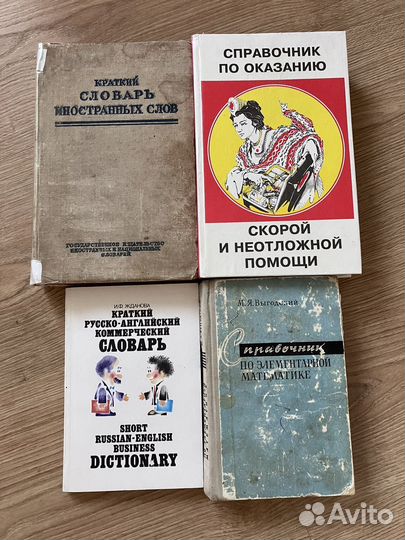 КРАТКИЙ
СЛОВАРЬ
ИНОСТРАННЫХ СЛОВ
ГОСУДАРСТВЕННОЕ ИЗДАТЕЛЬСТВО
ИНОСТРАННЫХ И НАЦИОНАЛЬНЫХ
СЛОВАРЕЙ
СПРАВОЧНИК
ПО ОКАЗАНИЮ
СКОРОЙ
И НЕОТЛОЖНОЙ
ПОМОЩИ
И.Ф. ЖДАНОВА
КРАТКИЙ
РУССКО-АНГЛИЙСКИЙ
КОММЕРЧЕСКИЙ
СЛОВАРЬ
SHORT
RUSSIAN-ENGLISH
BUSINESS
DICTIONARY
М. Я. Выгодский
Справочник
ПО ЭЛЕМЕНТАРНОЙ
МАТЕМАТИКЕ
Avito